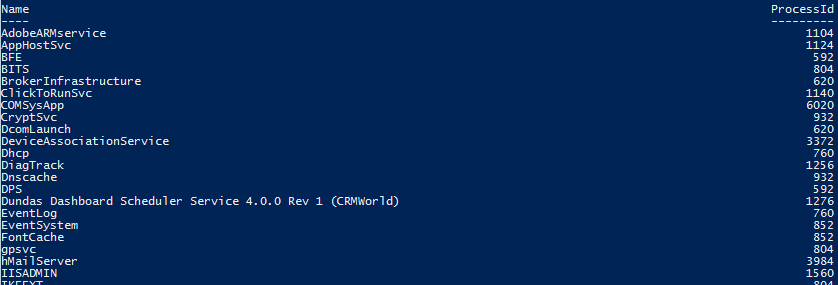 Name ProcessId
---- ---------
AdobeARMservice 1104
AppHostSvc 1124
BFE 592
BITS 804
BrokerInfrastructure 620
ClickToRunSvc 1140
COMSysApp 6020
CryptSvc 932
DcomLaunch 620
DeviceAssociationService 3372
Dhcp 760
DiagTrack 1256
Dnscache 932
DPS 592
Dundas Dashboard Scheduler Service 4.0.0 Rev 1 (CRMWorld) 1276
EventLog 760
EventSystem 852
FontCache 852
gpsvc 804
hMailServer 3984
IISADMIN 1560